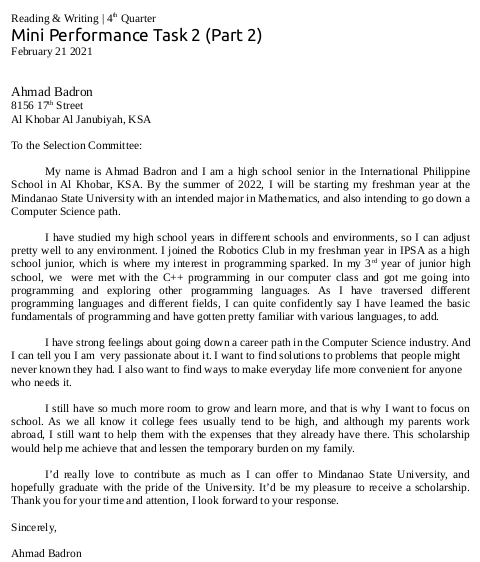 Reading & Writing | 4th Quarter
Mini Performance Task 2 (Part 2)
February 21 2021
Ahmad Badron
8156 17th Street
Al Khobar Al Janubiyah, KSA
To the Selection Committee:
My name is Ahmad Badron and I am a high school senior in the International Philippine
School in Al Khobar, KSA. By the summer of 2022, I will be starting my freshman year at the
Mindanao State University with an intended major in Mathematics, and also intending to go down a
Computer Science path.
I have studied my high school years in different schools and environments, so I can adjust
pretty well to any environment. I joined the Robotics Club in my freshman year in IPSA as a high
school junior, which is where my interest in programming sparked. In my 3rd year of junior high
school, we were met with the C++ programming in our computer class and got me going into
programming and exploring other programming languages. As I have traversed different
programming languages and different fields, I can quite confidently say I have learned the basic
fundamentals of programming and have gotten pretty familiar with various languages, to add.
I have strong feelings about going down a career path in the Computer Science industry. And
I can tell you I am very passionate about it. I want to find solutions to problems that people might
never known they had. I also want to find ways to make everyday life more convenient for anyone
who needs it.
I still have so much more room to grow and learn more, and that is why I want to focus on
school. As we all know it college fees usually tend to be high, and although my parents work
abroad, I still want to help them with the expenses that they already have there. This scholarship
would help me achieve that and lessen the temporary burden on my family.
I'd really love to contribute as much as I can offer to Mindanao State University, and
hopefully graduate with the pride of the University. It'd be my pleasure to receive a scholarship.
Thank you for your time and attention, I look forward to your response.
Sincerely,
Ahmad Badron